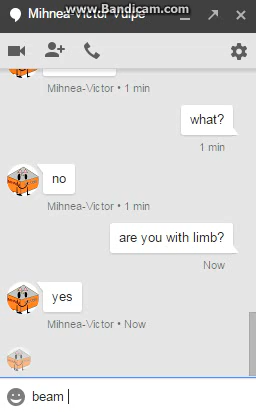 Mihnea-Victor Vulpe
www.Bandicam.com
Mihnea-Victor • 1 min
what?
1 min
no
Mihnea-Victor • 1 min
are you with limb?
Now
yes
Mihnea-Victor • Now
beam